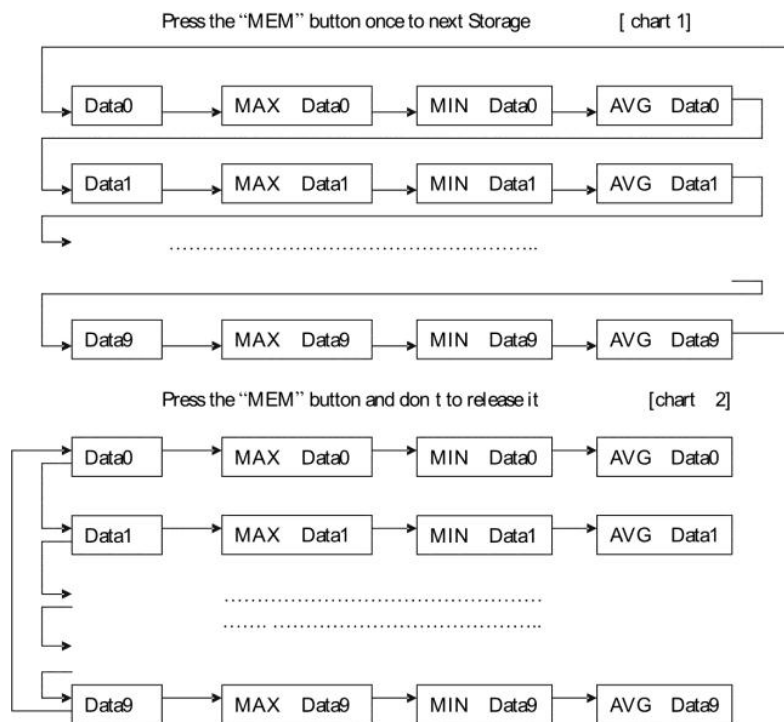 Press the “MEM” button once to next Storage [ chart 1]
Data0 MAX Data0 MIN Data0 AVG Data0
Data1 MAX Data1 MIN Data1 AVG Data1
Data9 MAX Data9 MIN Data9 AVG Data9
Press the “MEM” button and don t to release it [chart 2]
Data0 MAX Data0 MIN Data0 AVG Data0
Data1 MAX Data1 MIN Data1 AVG Data1
Data9 MAX Data9 MIN Data9 AVG Data9